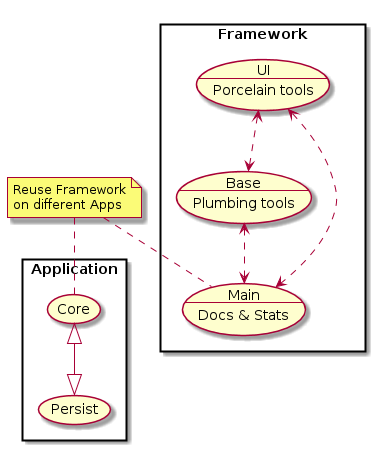 Framework
UI
Porcelain tools
Base
Plumbing tools
Reuse Framework
on different Apps
Application
Main
Docs & Stats
Core
Persist